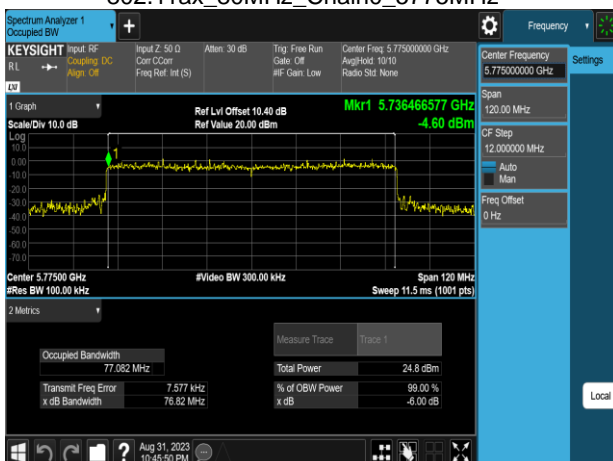 802.11ax_80MHz_Chain0_5775MHz
Spectrum Analyzer 1
Occupied BW
+
Frequency
KEYSIGHT
RL
LXI
Input: RF
Coupling: DC
Align: Off
Input Z: 50 Ω
Corr CCorr
Freq Ref: Int (S)
Atten: 30 dB
Trig: Free Run
Gate: Off
#IF Gain: Low
Center Freq: 5.775000000 GHz
Avg|Hold: 10/10
Radio Std: None
1 Graph
Scale/Div 10.0 dB
Ref Lvl Offset 10.40 dB
Ref Value 20.00 dBm
Mkr1 5.736466577 GHz
-4.60 dBm
Log
10.0
0.00
-10.0
-20.0
-30.0
-40.0
-50.0
-60.0
-70.0
1
Center 5.77500 GHz
#Res BW 100.00 kHz
#Video BW 300.00 kHz
Span 120 MHz
Sweep 11.5 ms (1001 pts)
2 Metrics
Measure Trace
Trace 1
Occupied Bandwidth
77.082 MHz
Total Power
24.8 dBm
Transmit Freq Error
7.577 kHz
% of OBW Power
99.00 %
x dB Bandwidth
76.82 MHz
x dB
-6.00 dB
Center Frequency
5.775000000 GHz
Settings
Span
120.00 MHz
CF Step
12.000000 MHz
Auto
Man
Freq Offset
0 Hz
Local
?
Aug 31, 2023
10:45:50 PM